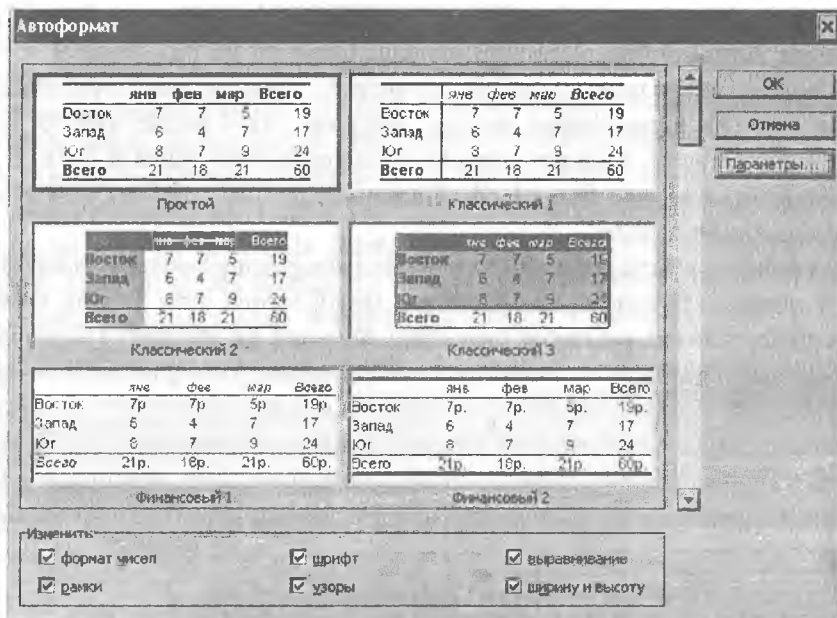 Автоформат
янв фев мар Всего
Восток 7 7 5 19
Запад 6 4 7 17
Юг 8 7 9 24
Всего 21 18 21 60
Простой
янв фев мар Всего
Восток 7 7 5 19
Запад 6 4 7 17
Юг 8 7 9 24
Всего 21 18 21 60
Классический 1
янв фев мар Всего
Восток 7 7 5 19
Запад 6 4 7 17
Юг 8 7 9 24
Всего 21 18 21 60
Классический 2
янв фев мар Всего
Восток 7 7 5 19
Запад 6 4 7 17
Юг 8 7 9 24
Всего 21 18 21 60
Классический 3
янв фев мар Всего
Восток 7р 7р 5р 19р.
Запад 6 4 7 17
Юг 8 7 9 24
Всего 21р. 18р. 21р. 60р.
Финансовый 1
янв фев мар Всего
Восток 7р. 7р. 5р. 19р.
Запад 6 4 7 17
Юг 8 7 9 24
Всего 21р. 18р. 21р. 60р.
Финансовый 2
ОК
Отмена
Параметры...
Изменить
формат чисел
шрифт
выравнивание
рамки
узоры
ширину и высоту